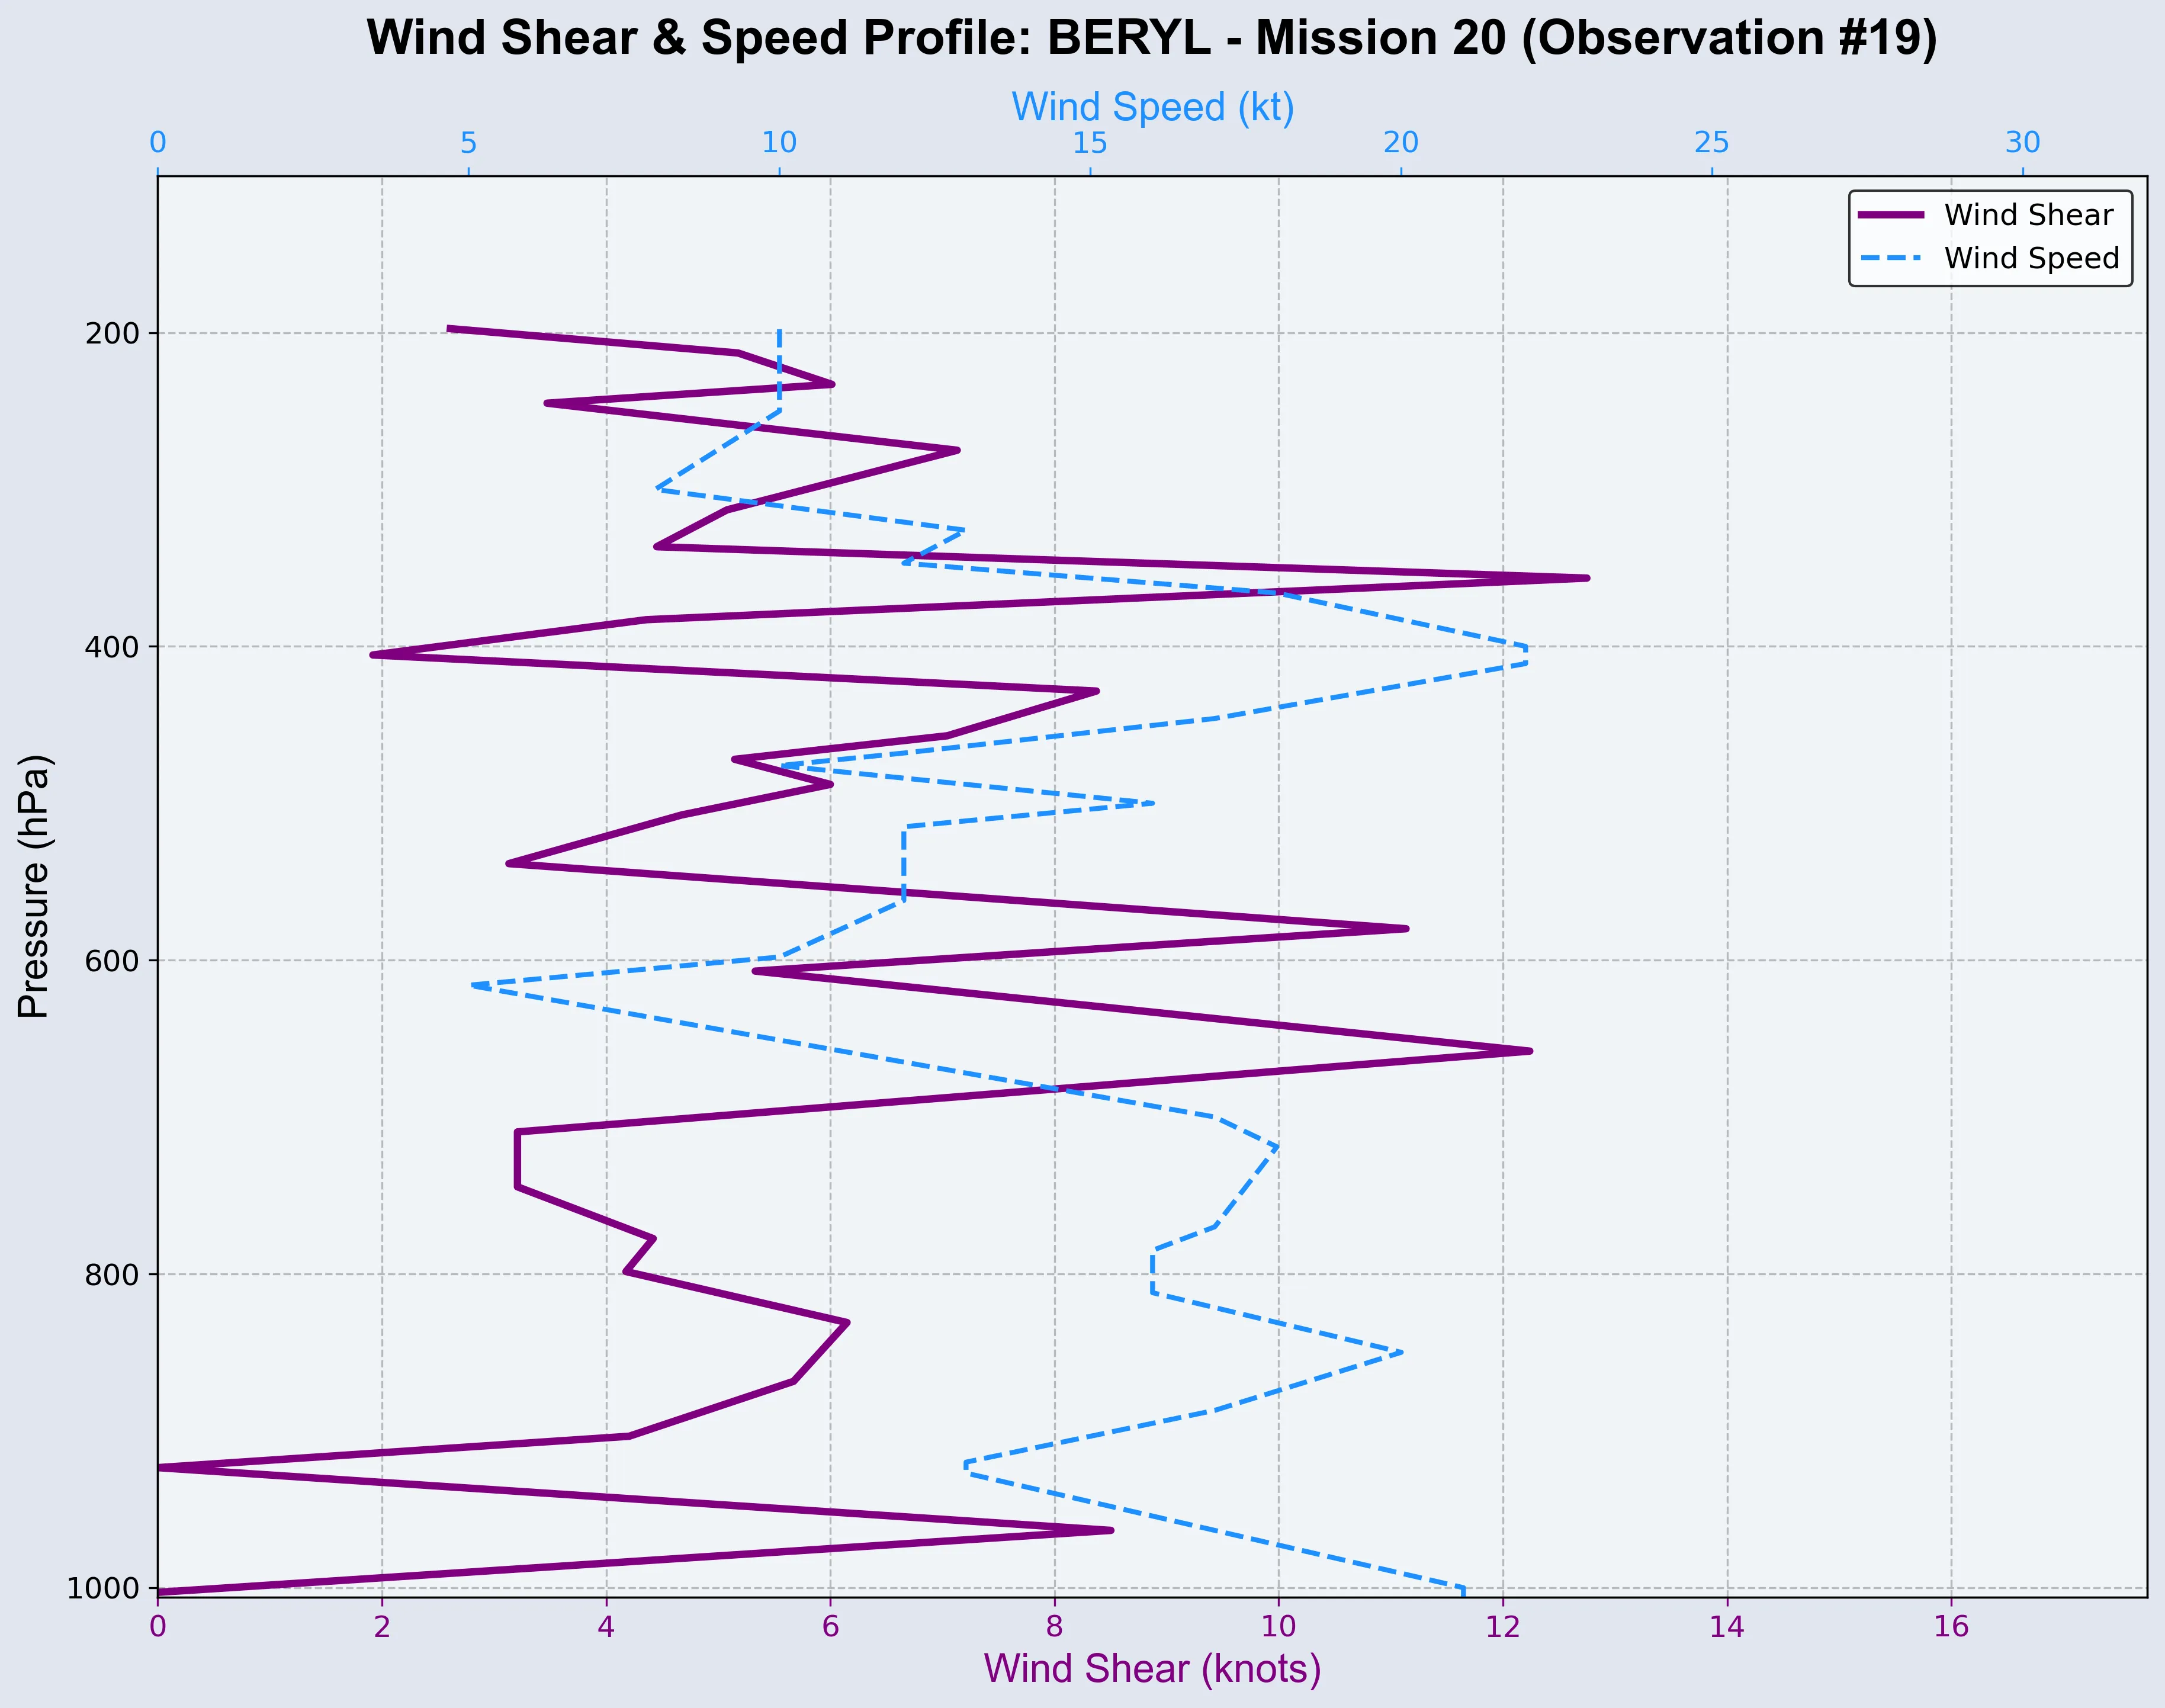 Wind Shear & Speed Profile: BERYL - Mission 20 (Observation #19)
Wind Speed (kt)
0 5 10 15 20 25 30
Wind Shear
Wind Speed
200
400
600
800
1000
Pressure (hPa)
0 2 4 6 8 10 12 14 16
Wind Shear (knots)